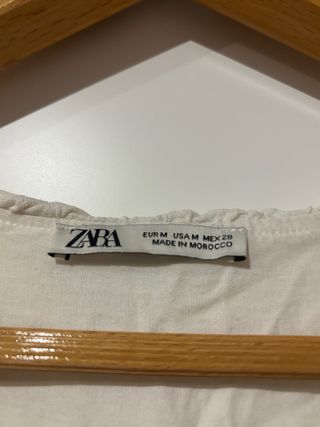 ZARA
EUR M USA M MEX 28
MADE IN MOROCCO